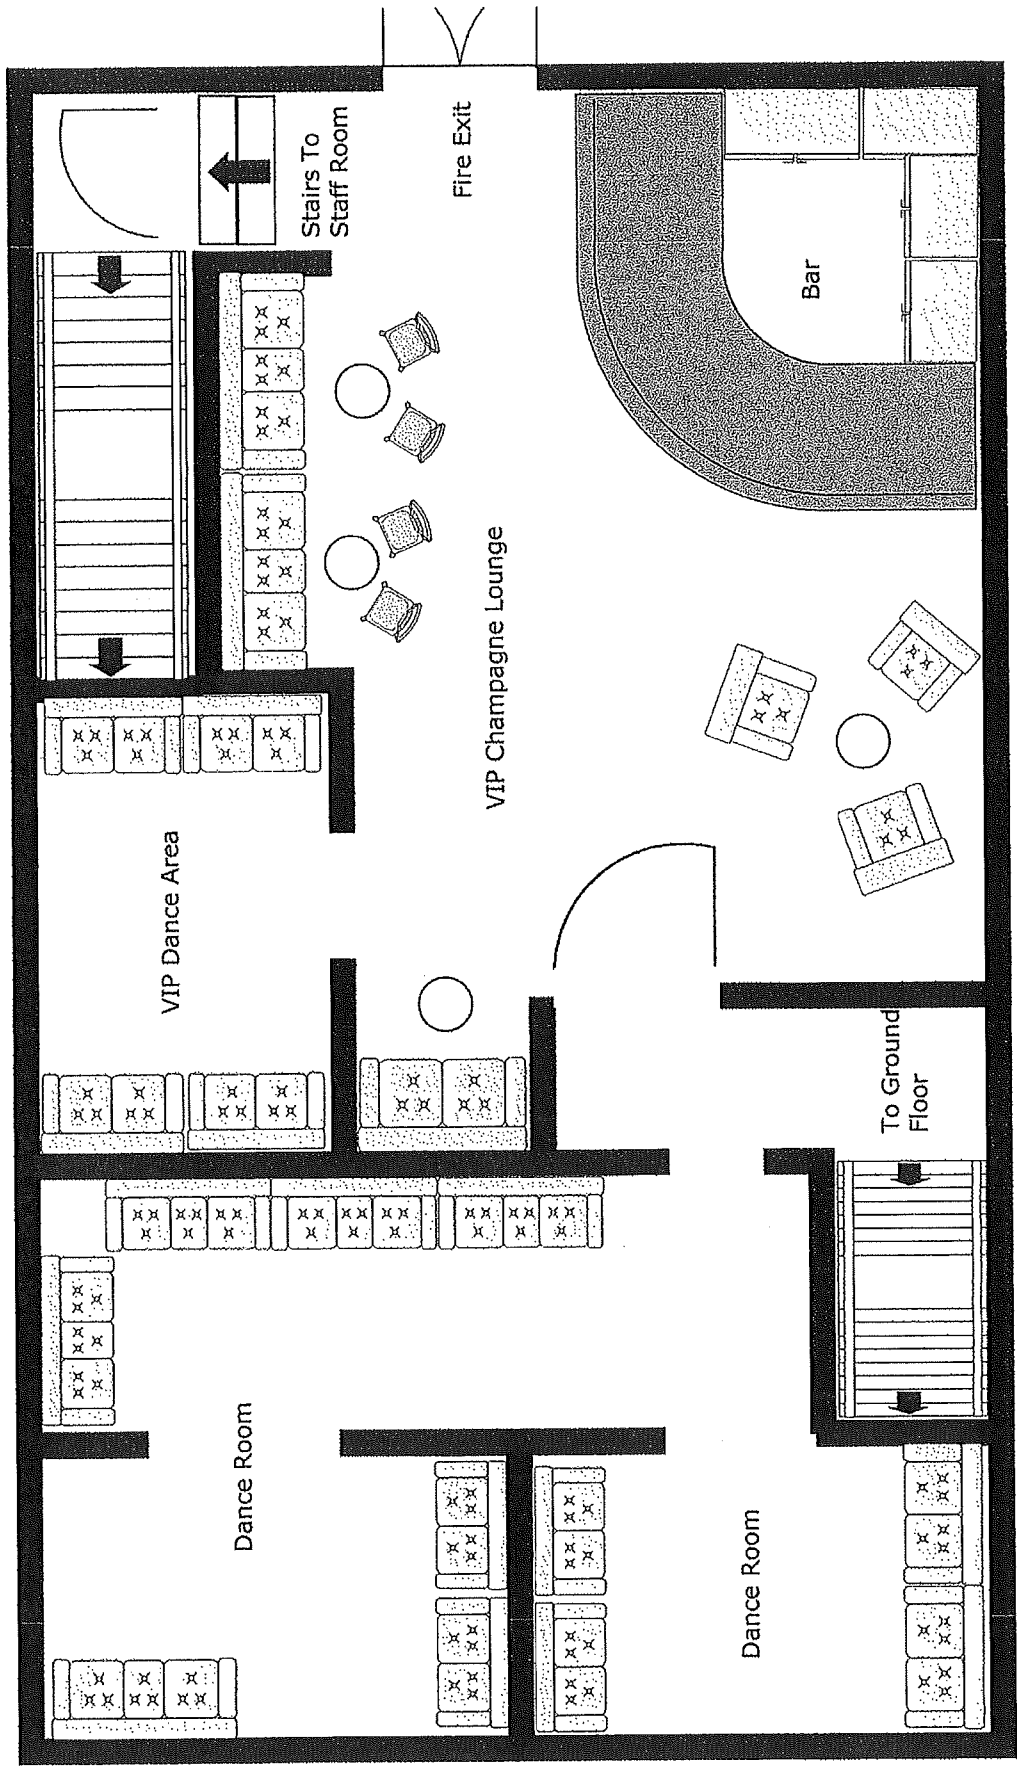 Stairs To
Staff Room
Fire Exit
Bar
VIP Champagne Lounge
VIP Dance Area
To Ground
Floor
Dance Room
Dance Room